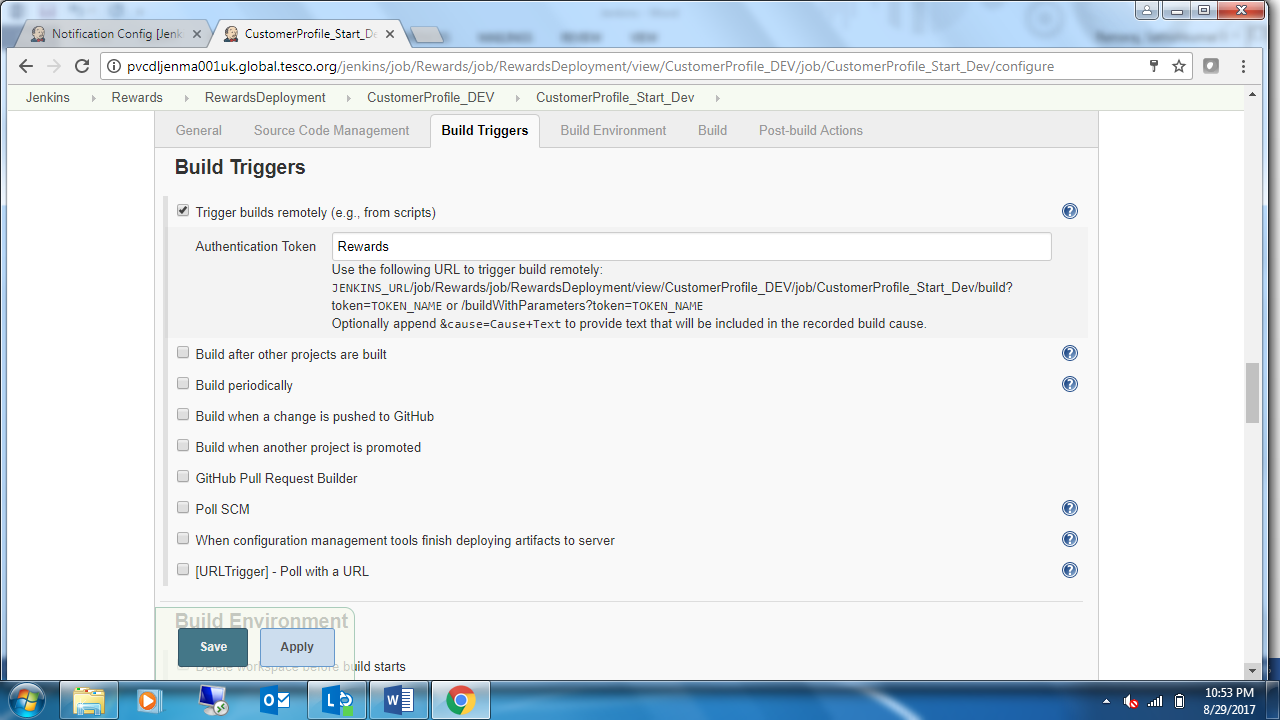 Notification Config [Jenk
CustomerProfile_Start_De
pvcdljenma001uk.global.tesco.org/jenkins/job/Rewards/job/RewardsDeployment/view/CustomerProfile_DEV/job/CustomerProfile_Start_Dev/configure
Jenkins Rewards RewardsDeployment CustomerProfile_DEV CustomerProfile_Start_Dev
General Source Code Management Build Triggers Build Environment Build Post-build Actions
Build Triggers
Trigger builds remotely (e.g., from scripts)
Authentication Token Rewards
Use the following URL to trigger build remotely:
JENKINS_URL/job/Rewards/job/RewardsDeployment/view/CustomerProfile_DEV/job/CustomerProfile_Start_Dev/build?
token=TOKEN_NAME or /buildWithParameters?token=TOKEN_NAME
Optionally append &cause=Cause+Text to provide text that will be included in the recorded build cause.
Build after other projects are built
Build periodically
Build when a change is pushed to GitHub
Build when another project is promoted
GitHub Pull Request Builder
Poll SCM
When configuration management tools finish deploying artifacts to server
[URLTrigger] - Poll with a URL
Build Environment
Save Apply
Delete workspace before build starts
10:53 PM
8/29/2017